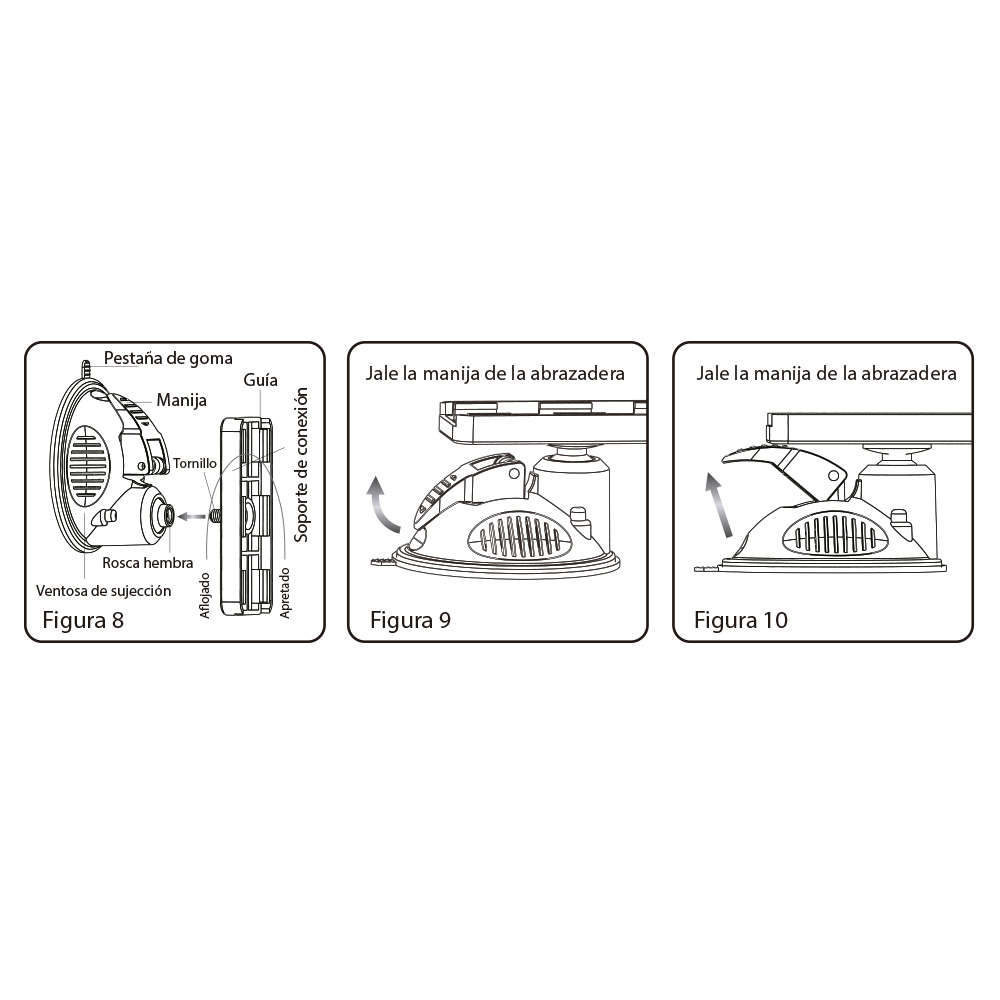 Pestaña de goma
Guía
Manija
Soporte de conexión
Tornillo
Rosca hembra
Ventosa de sujección
Aflojado
Apretado
Figura 8
Jale la manija de la abrazadera
Figura 9
Jale la manija de la abrazadera
Figura 10